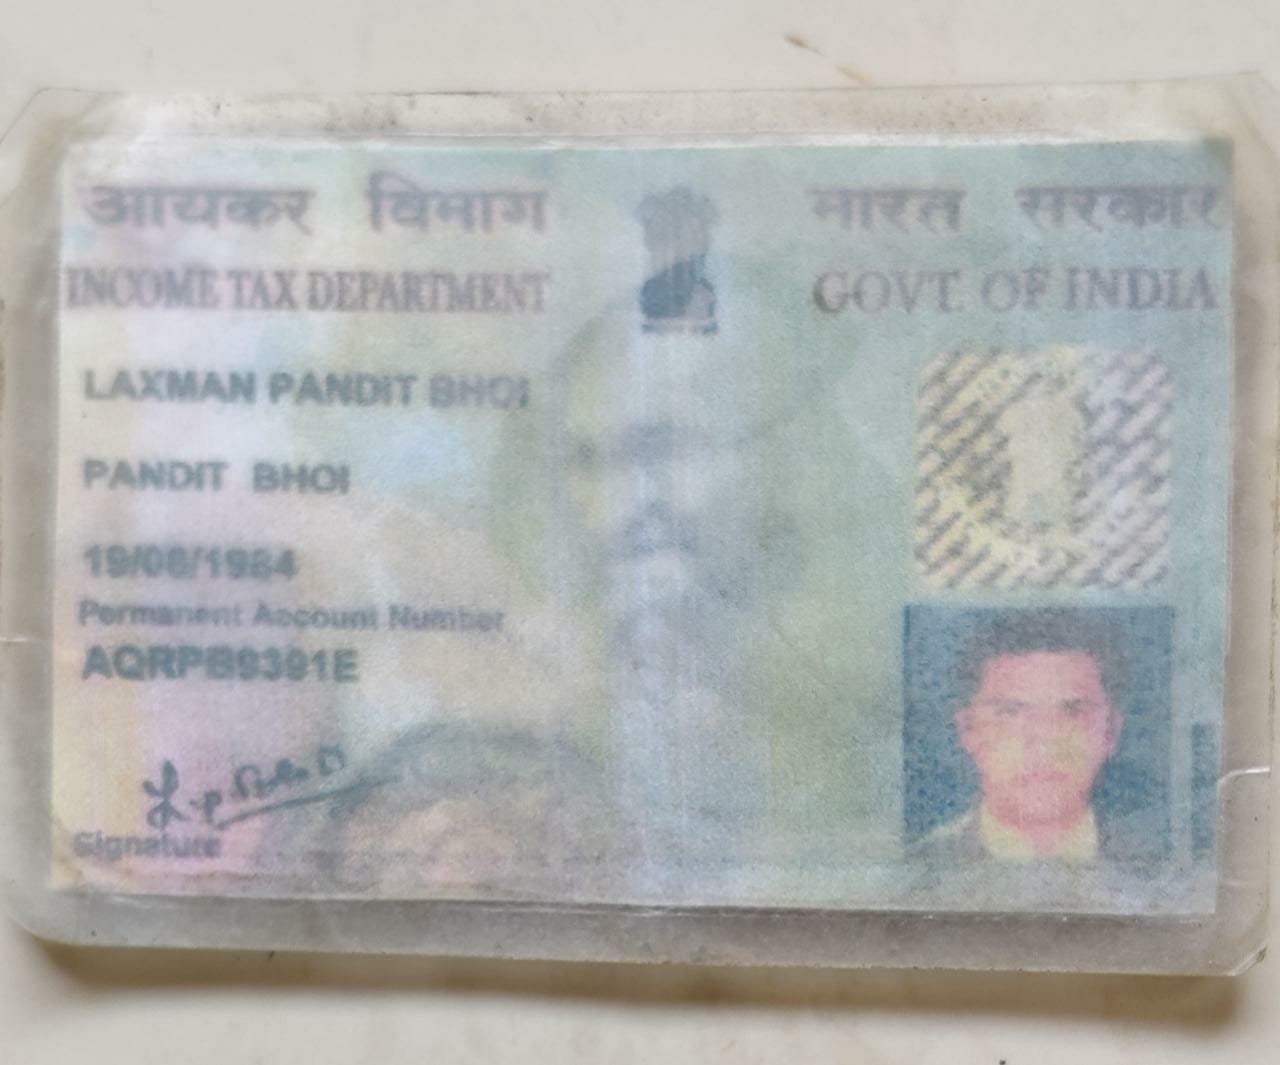 आयकर विभाग भारत सरकार
INCOME TAX DEPARTMENT GOVT. OF INDIA
LAXMAN PANDIT BHOI
PANDIT BHOI
19/08/1984
Permanent Account Number
AQRPB9391E
Signature